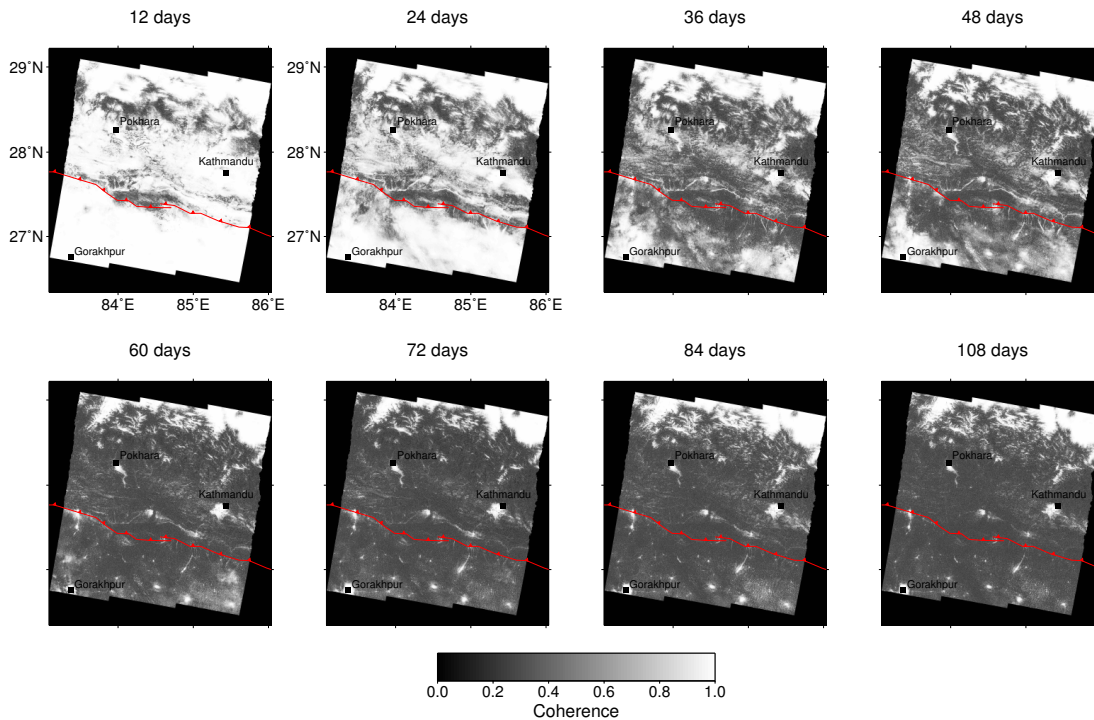 12 days
24 days
36 days
48 days
29˚N
28˚N
27˚N
Pokhara
Kathmandu
Gorakhpur
84˚E
85˚E
86˚E
29˚N
28˚N
27˚N
Pokhara
Kathmandu
Gorakhpur
84˚E
85˚E
86˚E
Pokhara
Kathmandu
Gorakhpur
Pokhara
Kathmandu
Gorakhpur
60 days
72 days
84 days
108 days
Pokhara
Kathmandu
Gorakhpur
Pokhara
Kathmandu
Gorakhpur
Pokhara
Kathmandu
Gorakhpur
Pokhara
Kathmandu
Gorakhpur
0.0 0.2 0.4 0.6 0.8 1.0
Coherence